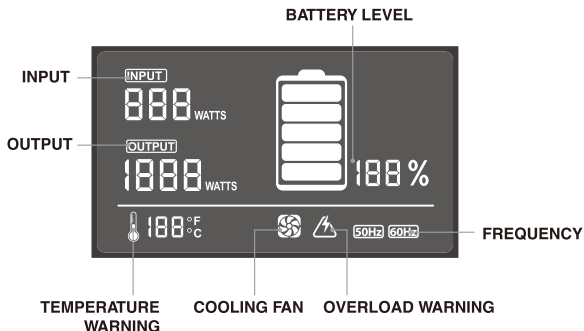 BATTERY LEVEL
INPUT
INPUT
888 WATTS
OUTPUT
OUTPUT
1888 WATTS
188 %
188 °F
°C
50Hz 60Hz
FREQUENCY
TEMPERATURE
WARNING
COOLING FAN
OVERLOAD WARNING